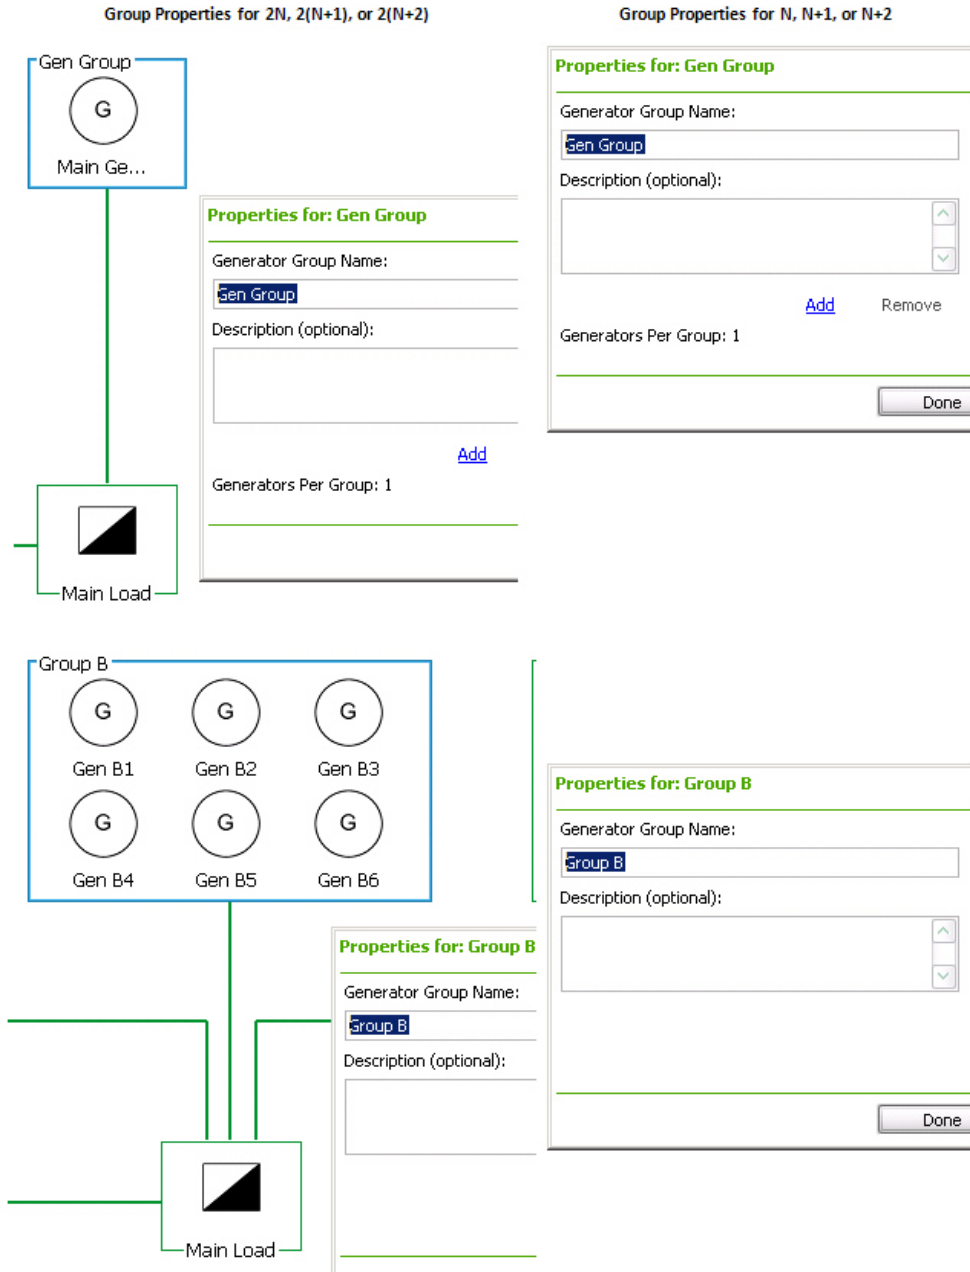 Group Properties for 2N, 2(N+1), or 2(N+2)
Group Properties for N, N+1, or N+2
Gen Group
G
Main Ge...
Properties for: Gen Group
Generator Group Name:
Gen Group
Description (optional):
Add
Generators Per Group: 1
Main Load
Properties for: Gen Group
Generator Group Name:
Gen Group
Description (optional):
Add Remove
Generators Per Group: 1
Done
Group B
G G G
Gen B1 Gen B2 Gen B3
G G G
Gen B4 Gen B5 Gen B6
Properties for: Group B
Generator Group Name:
Group B
Description (optional):
Main Load
Properties for: Group B
Generator Group Name:
Group B
Description (optional):
Done